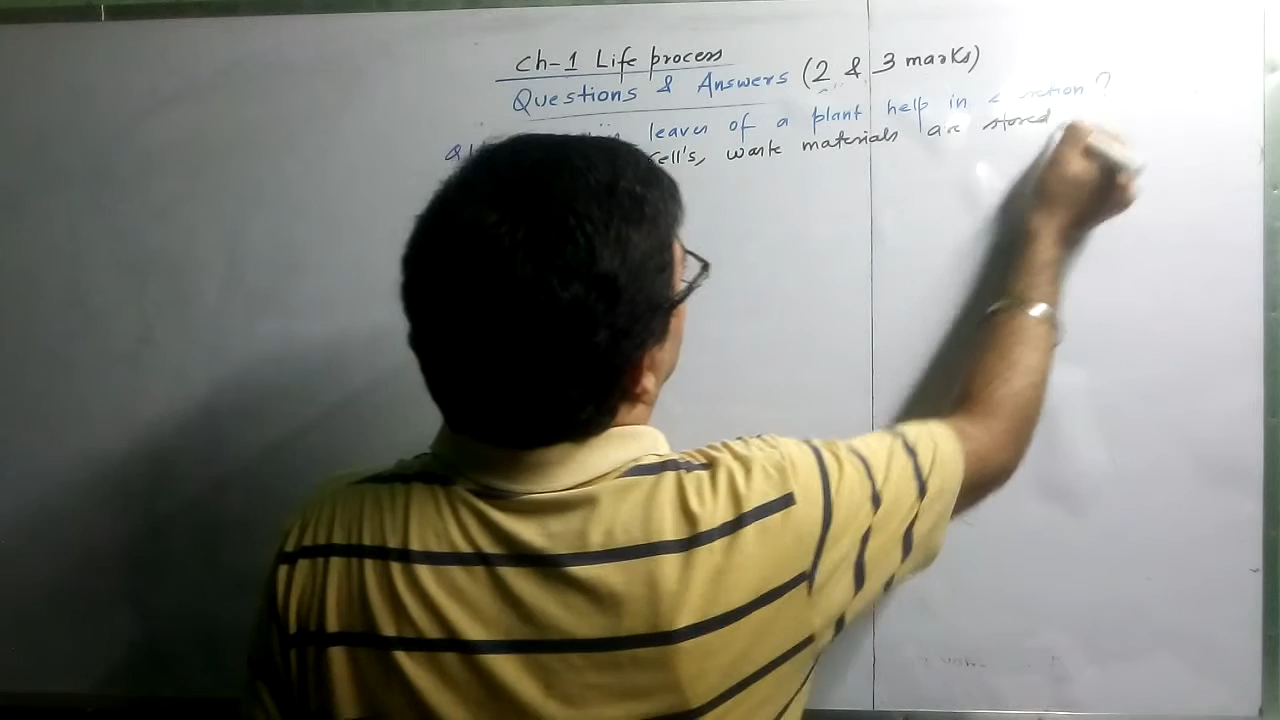 Ch-1 Life process
Questions & Answers (2 & 3 marks)
Q1 leaves of a plant help in ?
cell's, waste materials are stored